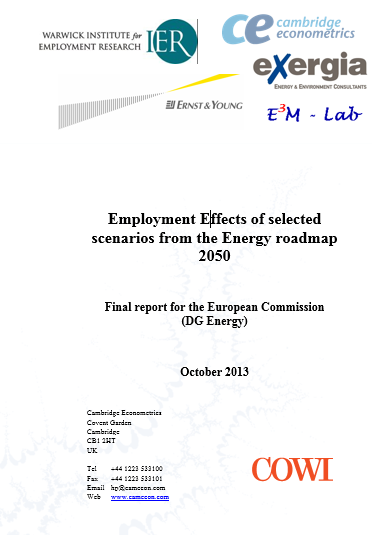 WARWICK INSTITUTE for
EMPLOYMENT RESEARCH
IER
ce cambridge
econometrics
exergia
ENERGY & ENVIRONMENT CONSULTANTS
ERNST & YOUNG
E3M - Lab
Employment Effects of selected
scenarios from the Energy roadmap
2050
Final report for the European Commission
(DG Energy)
October 2013
Cambridge Econometrics
Covent Garden
Cambridge
CB1 2HT
UK
Tel +44 1223 533100
Fax +44 1223 533101
Email hp@camecon.com
Web www.camecon.com
COWI